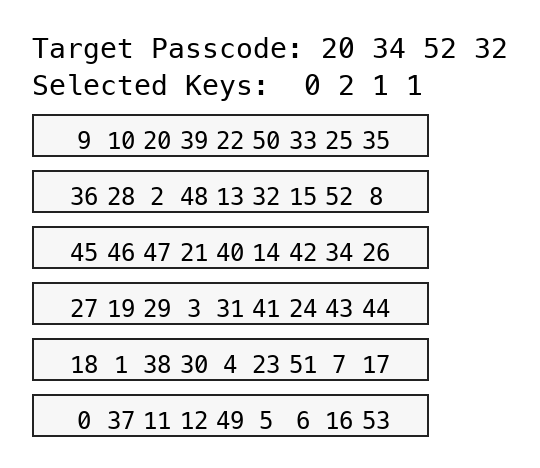 Target Passcode: 20 34 52 32
Selected Keys: 0 2 1 1
9 10 20 39 22 50 33 25 35
36 28 2 48 13 32 15 52 8
45 46 47 21 40 14 42 34 26
27 19 29 3 31 41 24 43 44
18 1 38 30 4 23 51 7 17
0 37 11 12 49 5 6 16 53